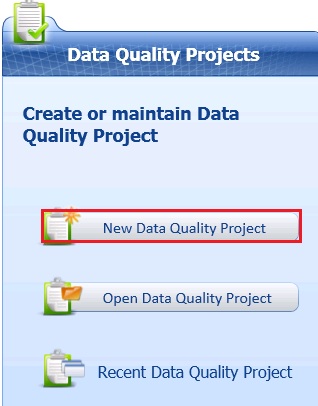 Data Quality Projects
Create or maintain Data
Quality Project
New Data Quality Project
Open Data Quality Project
Recent Data Quality Project